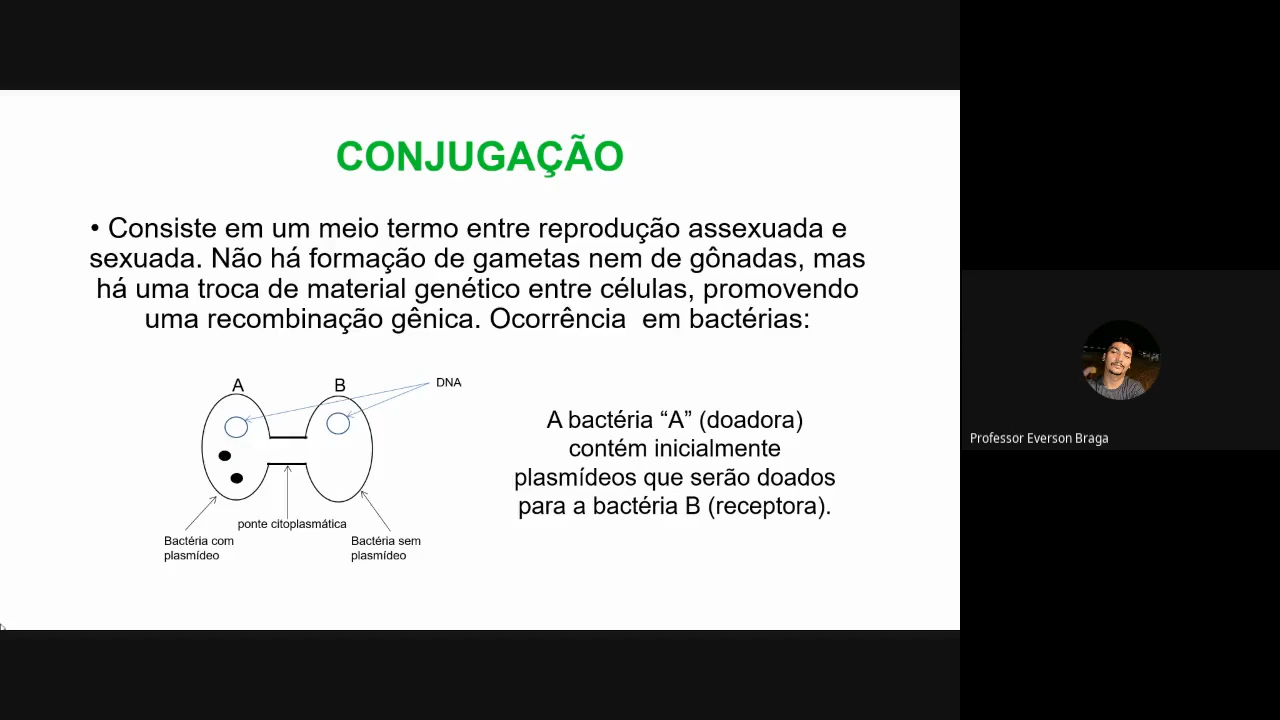 CONJUGAÇÃO
• Consiste em um meio termo entre reprodução assexuada e
sexuada. Não há formação de gametas nem de gônadas, mas
há uma troca de material genético entre células, promovendo
uma recombinação gênica. Ocorrência  em bactérias:
A
B
DNA
ponte citoplasmática
Bactéria com
plasmídeo
Bactéria sem
plasmídeo
A bactéria “A” (doadora)
contém inicialmente
plasmídeos que serão doados
para a bactéria B (receptora).
Professor Everson Braga